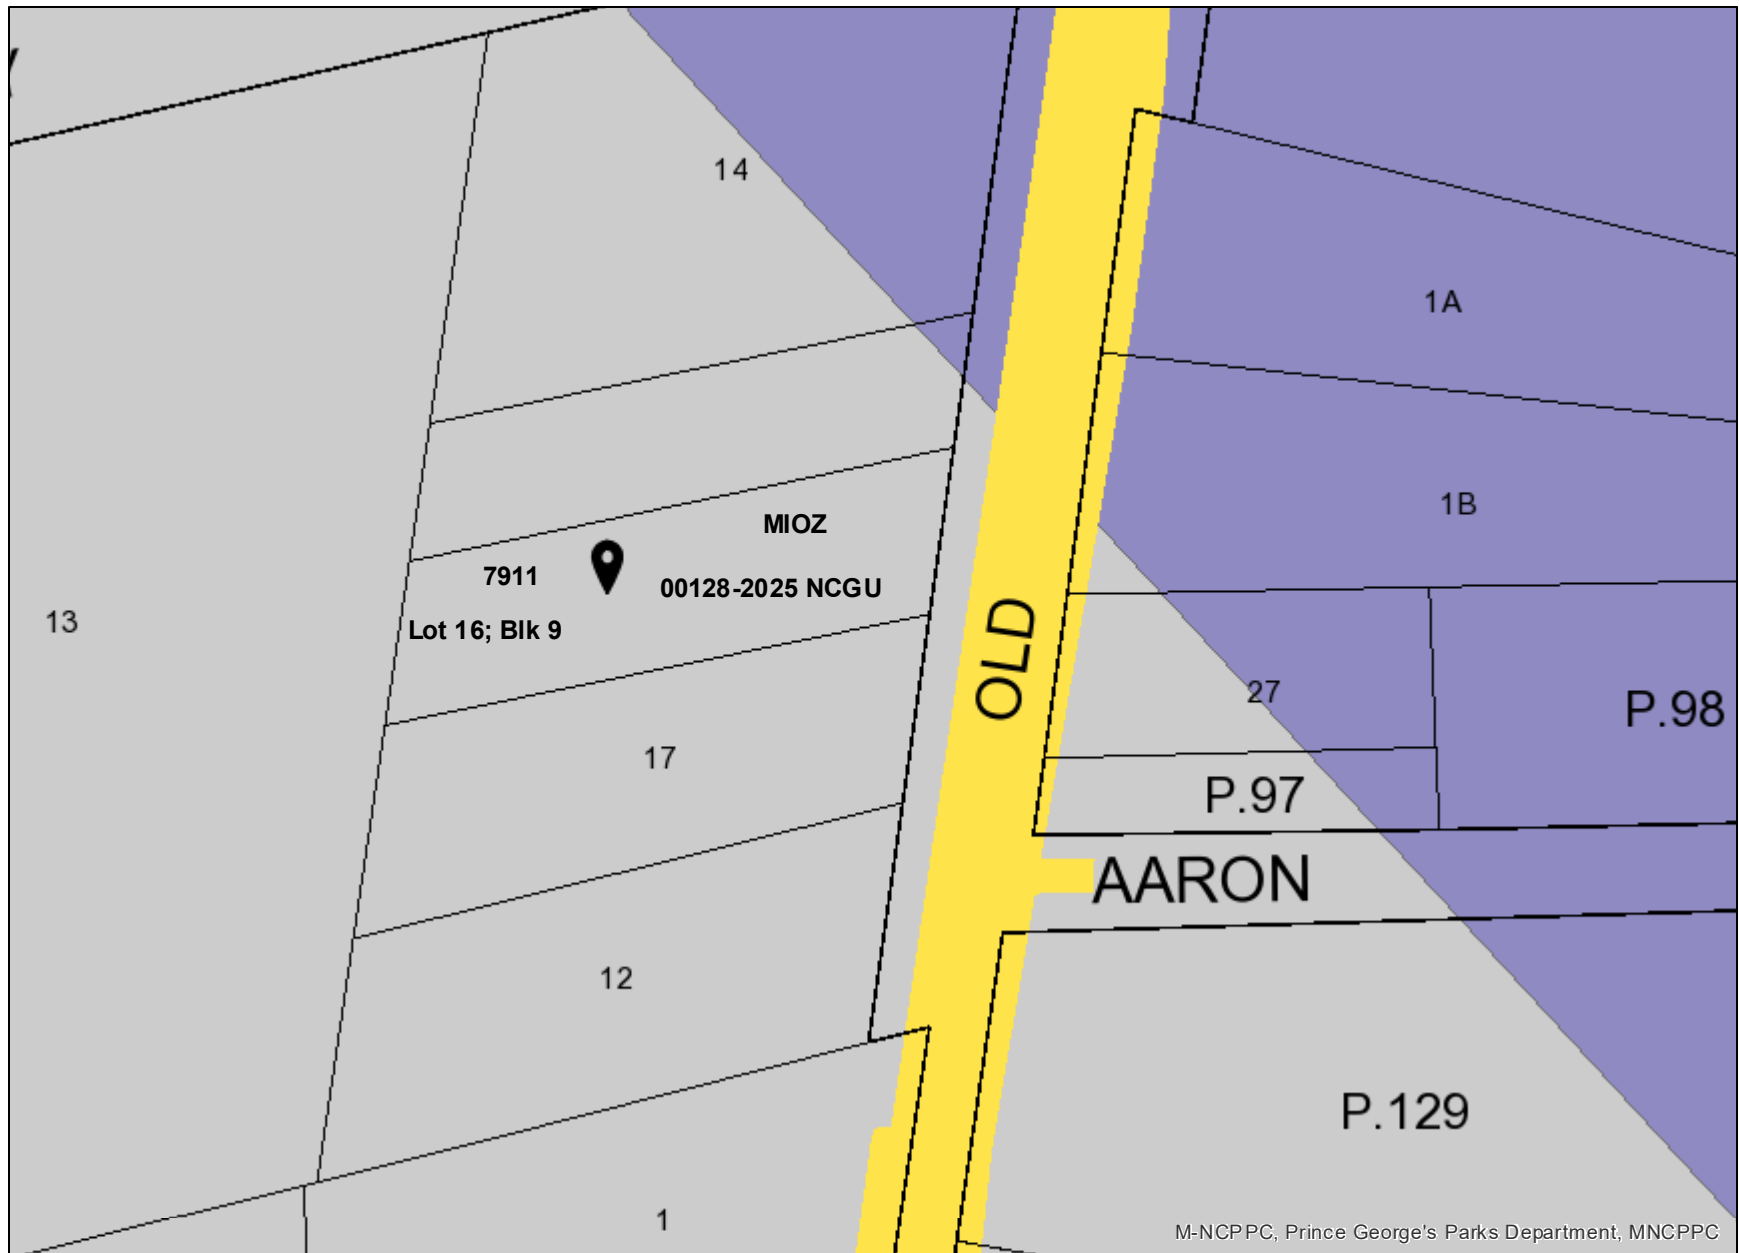 14
1A
1B
MIOZ
7911
00128-2025 NCGU
Lot 16; Blk 9
13
OLD
27
P.98
17
P.97
AARON
12
P.129
1
M-NCPPC, Prince George's Parks Department, MNCPPC